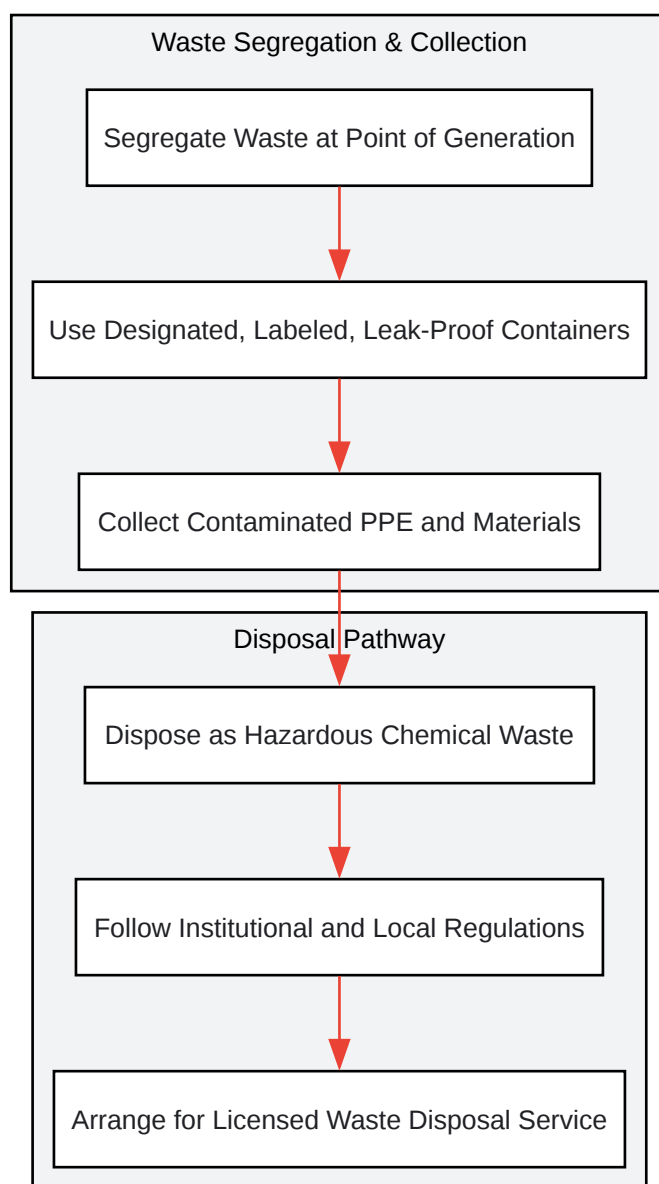 Waste Segregation & Collection
Segregate Waste at Point of Generation
Use Designated, Labeled, Leak-Proof Containers
Collect Contaminated PPE and Materials
Disposal Pathway
Dispose as Hazardous Chemical Waste
Follow Institutional and Local Regulations
Arrange for Licensed Waste Disposal Service